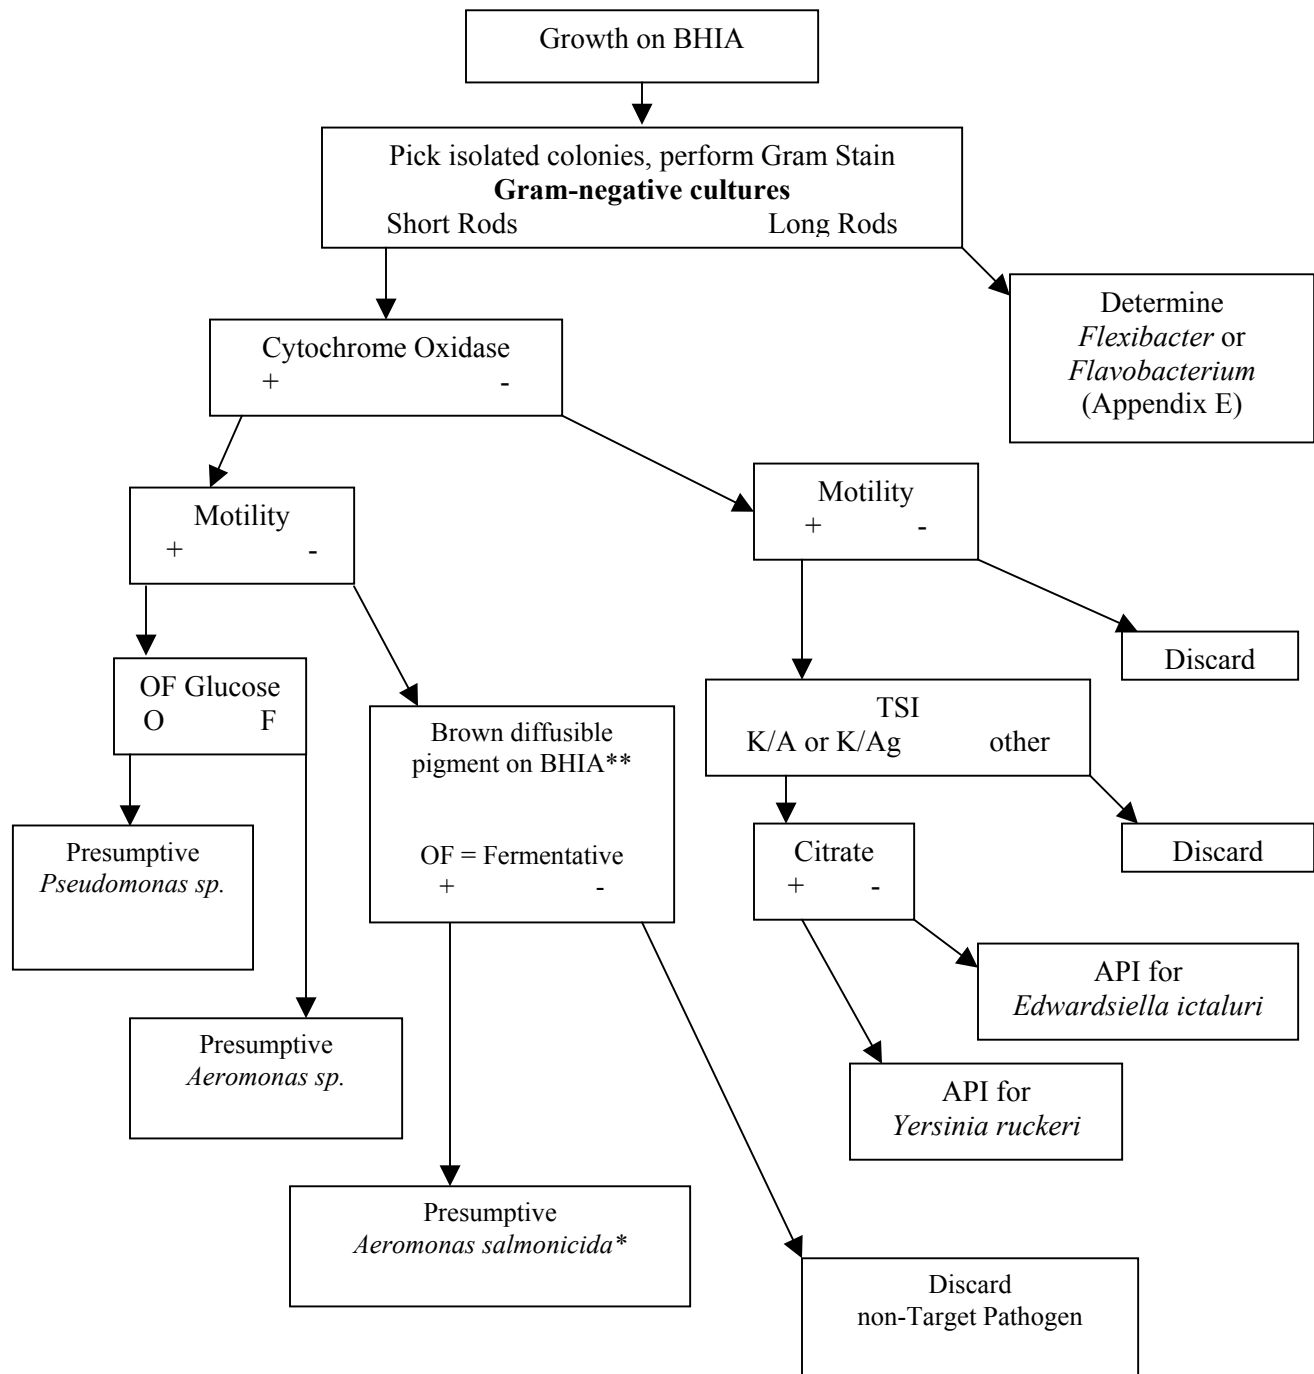 Growth on BHIA
Pick isolated colonies, perform Gram Stain
Gram-negative cultures
Short Rods Long Rods
Determine
Flexibacter or
Flavobacterium
(Appendix E)
Cytochrome Oxidase
+ -
Motility
+ -
Motility
+ -
Discard
OF Glucose
O F
Brown diffusible
pigment on BHIA**
OF = Fermentative
+ -
TSI
K/A or K/Ag other
Discard
Presumptive
Pseudomonas sp.
Citrate
+ -
API for
Edwardsiella ictaluri
Presumptive
Aeromonas sp.
API for
Yersinia ruckeri
Presumptive
Aeromonas salmonicida*
Discard
non-Target Pathogen